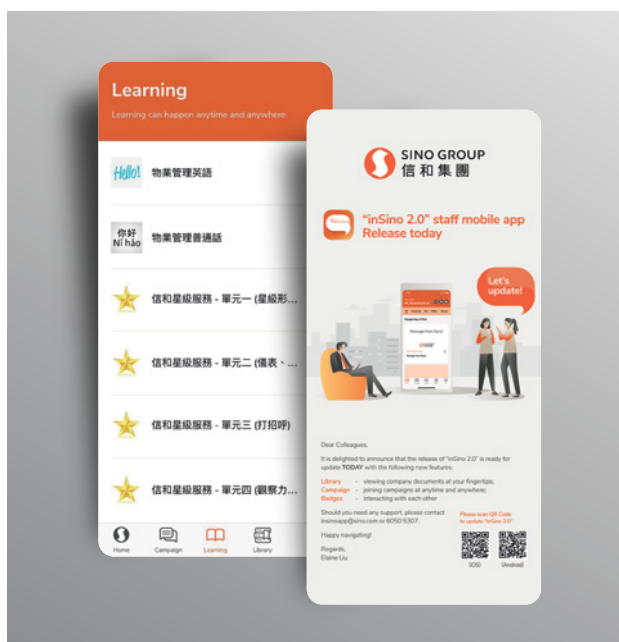 Learning
Learning can happen anytime and anywhere
Hello!
物業管理英語
你好
Nǐ hǎo
物業管理普通話
信和星級服務 - 單元一 (星級形...
信和星級服務 - 單元二 (儀表、...
信和星級服務 - 單元三 (打招呼)
信和星級服務 - 單元四 (觀察力...
Home
Campaign
Learning
Library
SINO GROUP
信和集團
“inSino 2.0” staff mobile app
Release today
Let's
update!
Dear Colleagues,
It is delighted to announce that the release of “inSino 2.0” is ready for
update TODAY with the following new features:
Library - viewing company documents at your fingertips;
Campaign - joining campaigns at anytime and anywhere;
Badges - interacting with each other
Should you need any support, please contact
insinoapp@sino.com or 6050 5307.
Happy navigating!
Regards,
Elaine Liu
Please scan QR Code
to update “inSino 2.0”
(iOS)
(Android)